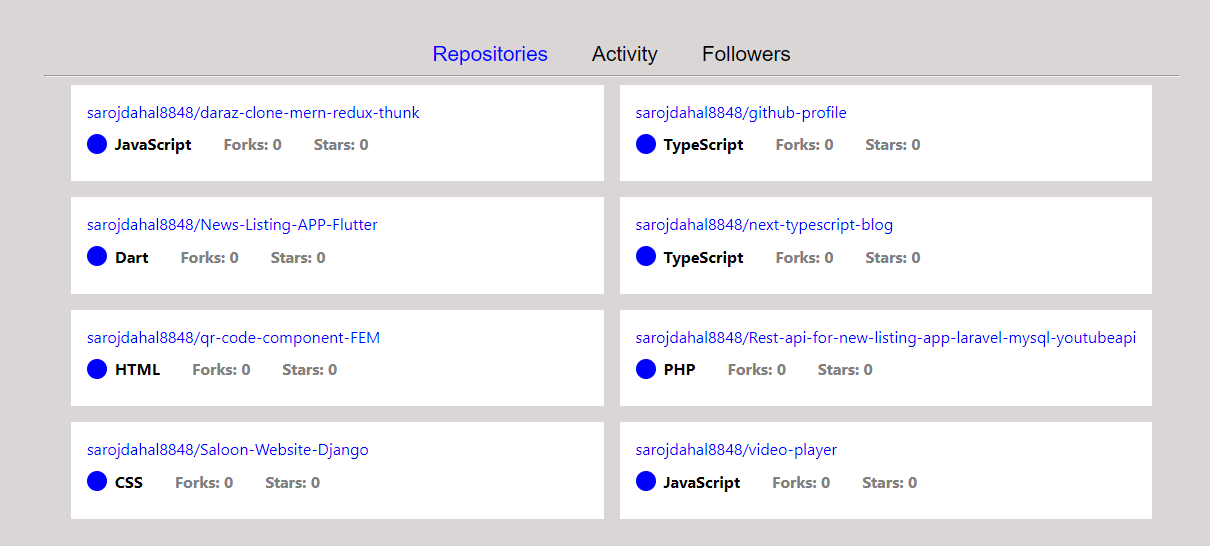 Repositories Activity Followers
sarojdahal8848/daraz-clone-mern-redux-thunk
JavaScript Forks: 0 Stars: 0
sarojdahal8848/github-profile
TypeScript Forks: 0 Stars: 0
sarojdahal8848/News-Listing-APP-Flutter
Dart Forks: 0 Stars: 0
sarojdahal8848/next-typescript-blog
TypeScript Forks: 0 Stars: 0
sarojdahal8848/qr-code-component-FEM
HTML Forks: 0 Stars: 0
sarojdahal8848/Rest-api-for-new-listing-app-laravel-mysql-youtubeapi
PHP Forks: 0 Stars: 0
sarojdahal8848/Saloon-Website-Django
CSS Forks: 0 Stars: 0
sarojdahal8848/video-player
JavaScript Forks: 0 Stars: 0